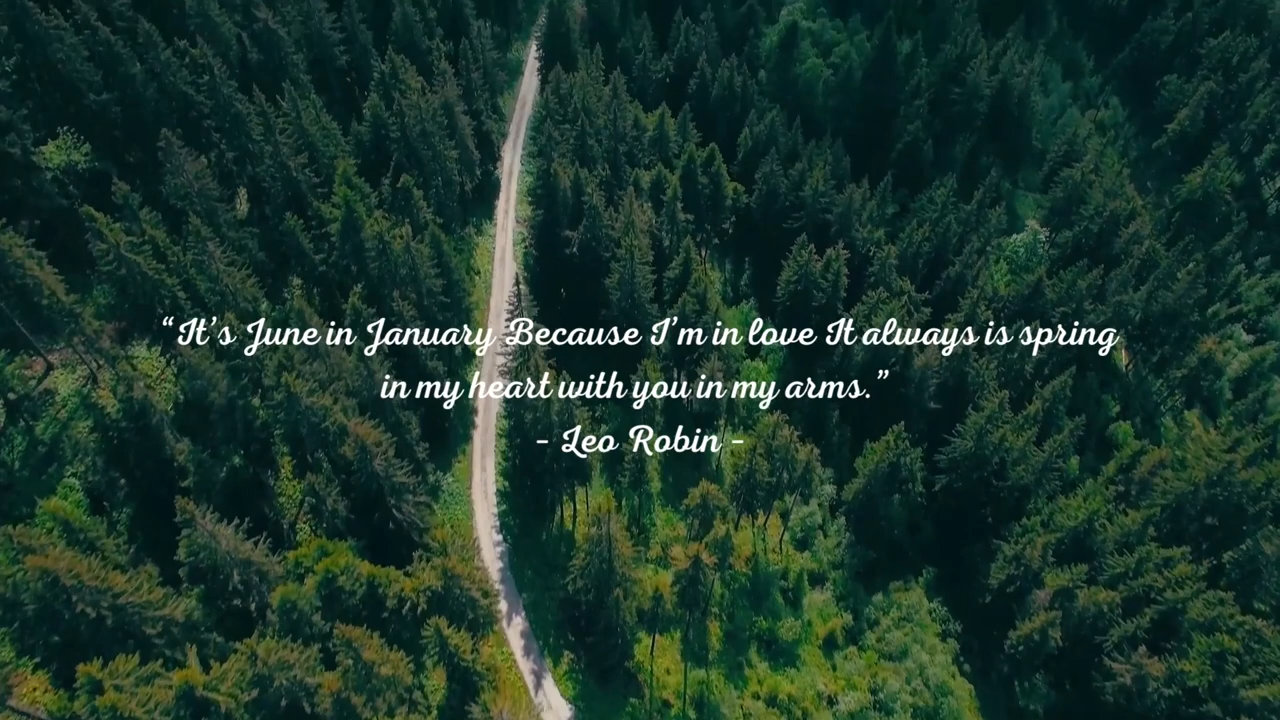 “It’s June in January Because I’m in love It always is spring
in my heart with you in my arms.”
- Leo Robin -